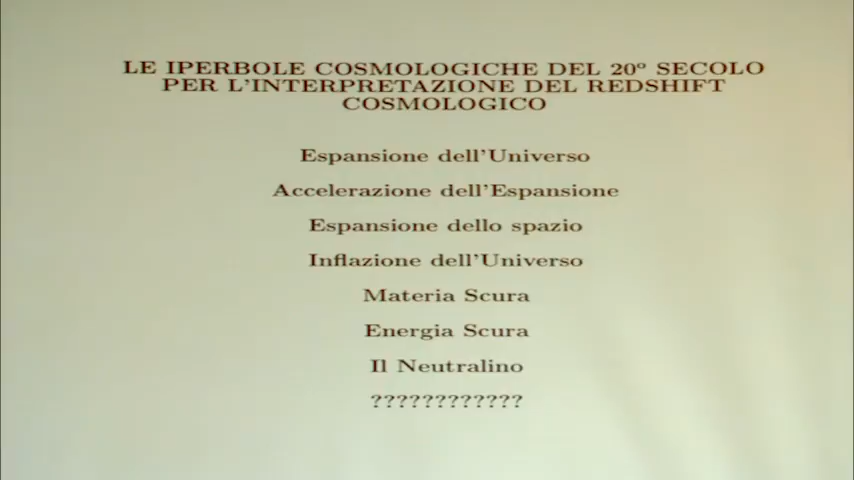 LE IPERBOLE COSMOLOGICHE DEL 20º SECOLO
PER L'INTERPRETAZIONE DEL REDSHIFT
COSMOLOGICO
Espansione dell'Universo
Accelerazione dell'Espansione
Espansione dello spazio
Inflazione dell'Universo
Materia Scura
Energia Scura
Il Neutralino
????????????